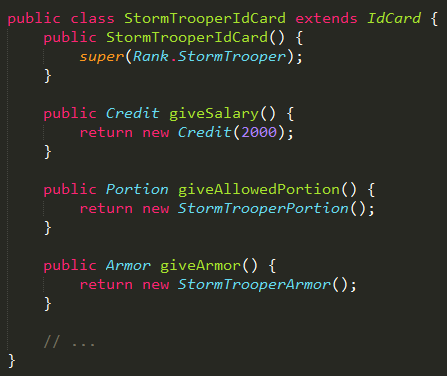 public class StormTrooperIdCard extends IdCard {
    public StormTrooperIdCard() {
        super(Rank.StormTrooper);
    }

    public Credit giveSalary() {
        return new Credit(2000);
    }

    public Portion giveAllowedPortion() {
        return new StormTrooperPortion();
    }

    public Armor giveArmor() {
        return new StormTrooperArmor();
    }

    // ...
}